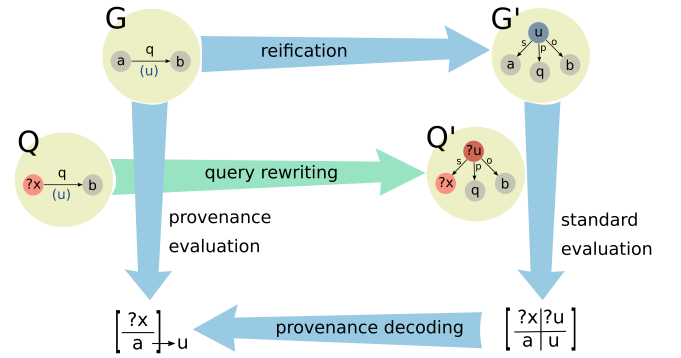 G
a
q
(u)
b
reification
G'
u
s
p
o
a
q
b
Q
?x
q
(u)
b
query rewriting
Q'
?u
s
p
o
?x
q
b
provenance
evaluation
standard
evaluation
?x
a
u
provenance decoding
?x ?u
a u